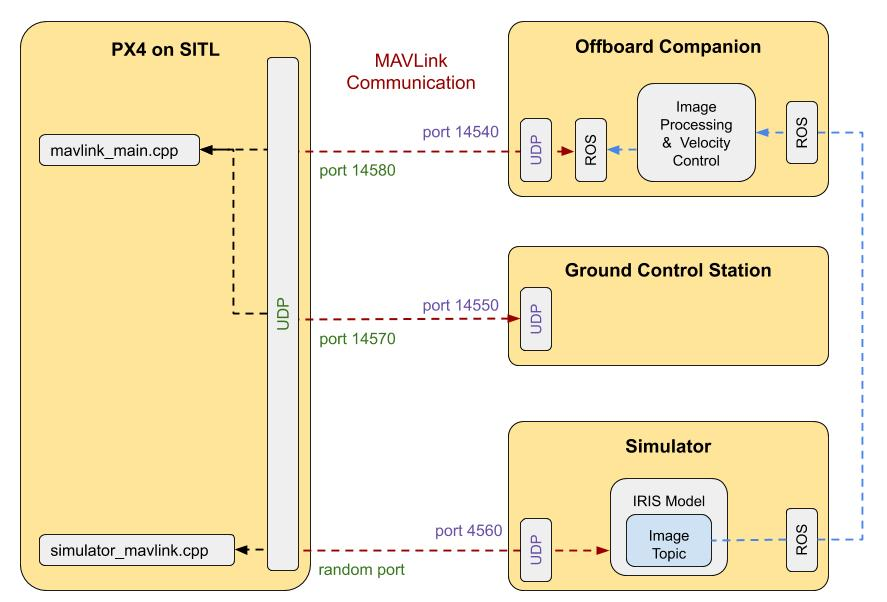 PX4 on SITL
mavlink_main.cpp
simulator_mavlink.cpp
UDP
MAVLink
Communication
port 14540
port 14580
port 14550
port 14570
port 4560
random port
Offboard Companion
UDP
ROS
Image
Processing
& Velocity
Control
ROS
Ground Control Station
UDP
Simulator
UDP
IRIS Model
Image
Topic
ROS